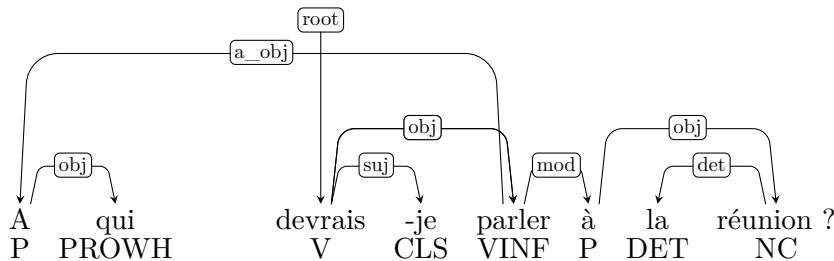 root
a_obj
obj
obj
obj suj mod det
A qui devrais -je parler à la réunion ?
P PROWH V CLS VINF P DET NC